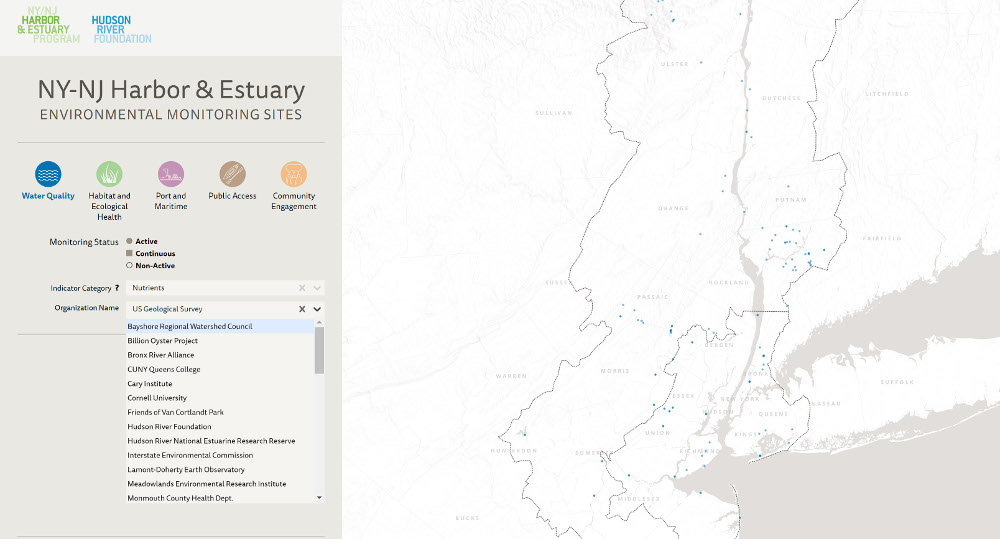 NY/NJ
HARBOR
& ESTUARY
PROGRAM
HUDSON
RIVER
FOUNDATION
NY-NJ Harbor & Estuary
ENVIRONMENTAL MONITORING SITES
Water Quality
Habitat and
Ecological
Health
Port and
Maritime
Public Access
Community
Engagement
Monitoring Status
Active
Continuous
Non-Active
Indicator Category ?
Nutrients
Organization Name
US Geological Survey
Bayshore Regional Watershed Council
Billion Oyster Project
Bronx River Alliance
CUNY Queens College
Cary Institute
Cornell University
Friends of Van Cortlandt Park
Hudson River Foundation
Hudson River National Estuarine Research Reserve
Interstate Environmental Commission
Lamont-Doherty Earth Observatory
Meadowlands Environmental Research Institute
Monmouth County Health Dept.
ULSTER
DUTCHESS
LITCHFIELD
SULLIVAN
ORANGE
PUTNAM
FAIRFIELD
SUSSEX
ROCKLAND
PASSAIC
BERGEN
MORRIS
WARREN
BRONX
SUFFOLK
ESSEX
NEW YORK
NASSAU
HUDSON
QUEENS
UNION
KINGS
HUNTERDON
SOMERSET
RICHMOND
MIDDLESEX
BUCKS